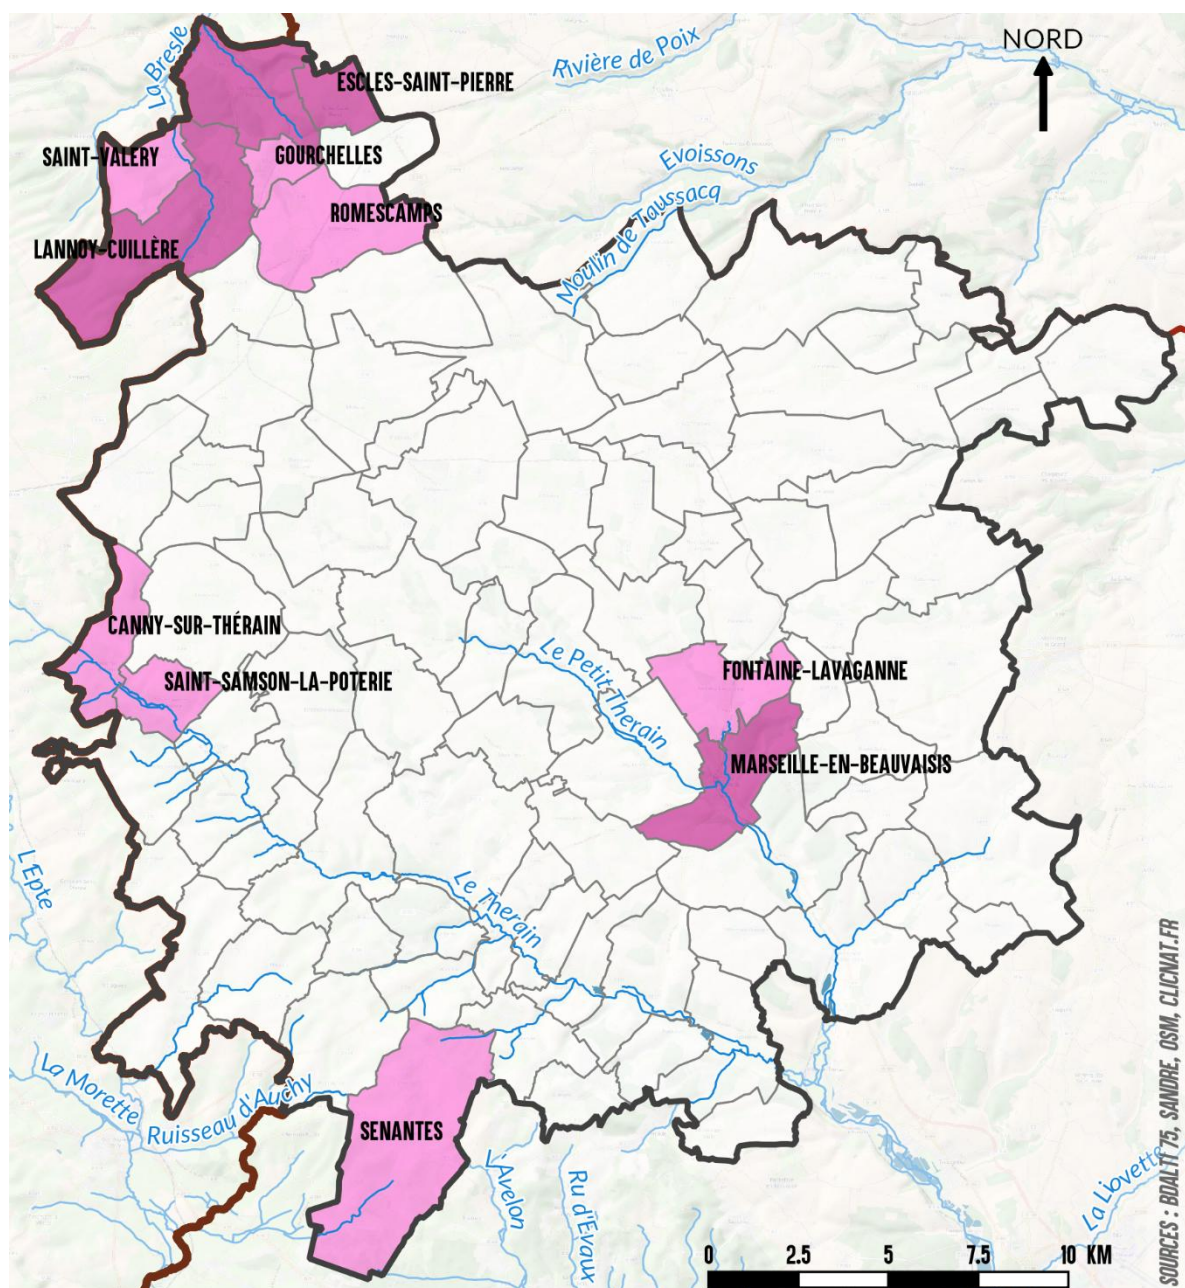 NORD
La Bresle
Rivière de Poix
ESCLES-SAINT-PIERRE
SAINT-VALERY
GOURCHELLES
Evoissons
ROMESCAMPS
Moulin de Taussacq
LANNOY-CUILLÈRE
CANNY-SUR-THÉRAIN
SAINT-SAMSON-LA-POTERIE
Le Petit Therain
FONTAINE-LAVAGANNE
MARSEILLE-EN-BEAUVAISIS
L'Epte
Le Therain
La Morette
Ruisseau d'Auchy
SENANTES
L'Avelon
Ru d'Evaux
La Liovette
SOURCES : BDALTI 75, SANDRE, OSM, CLICNAT.FR
0 2.5 5 7.5 10 KM